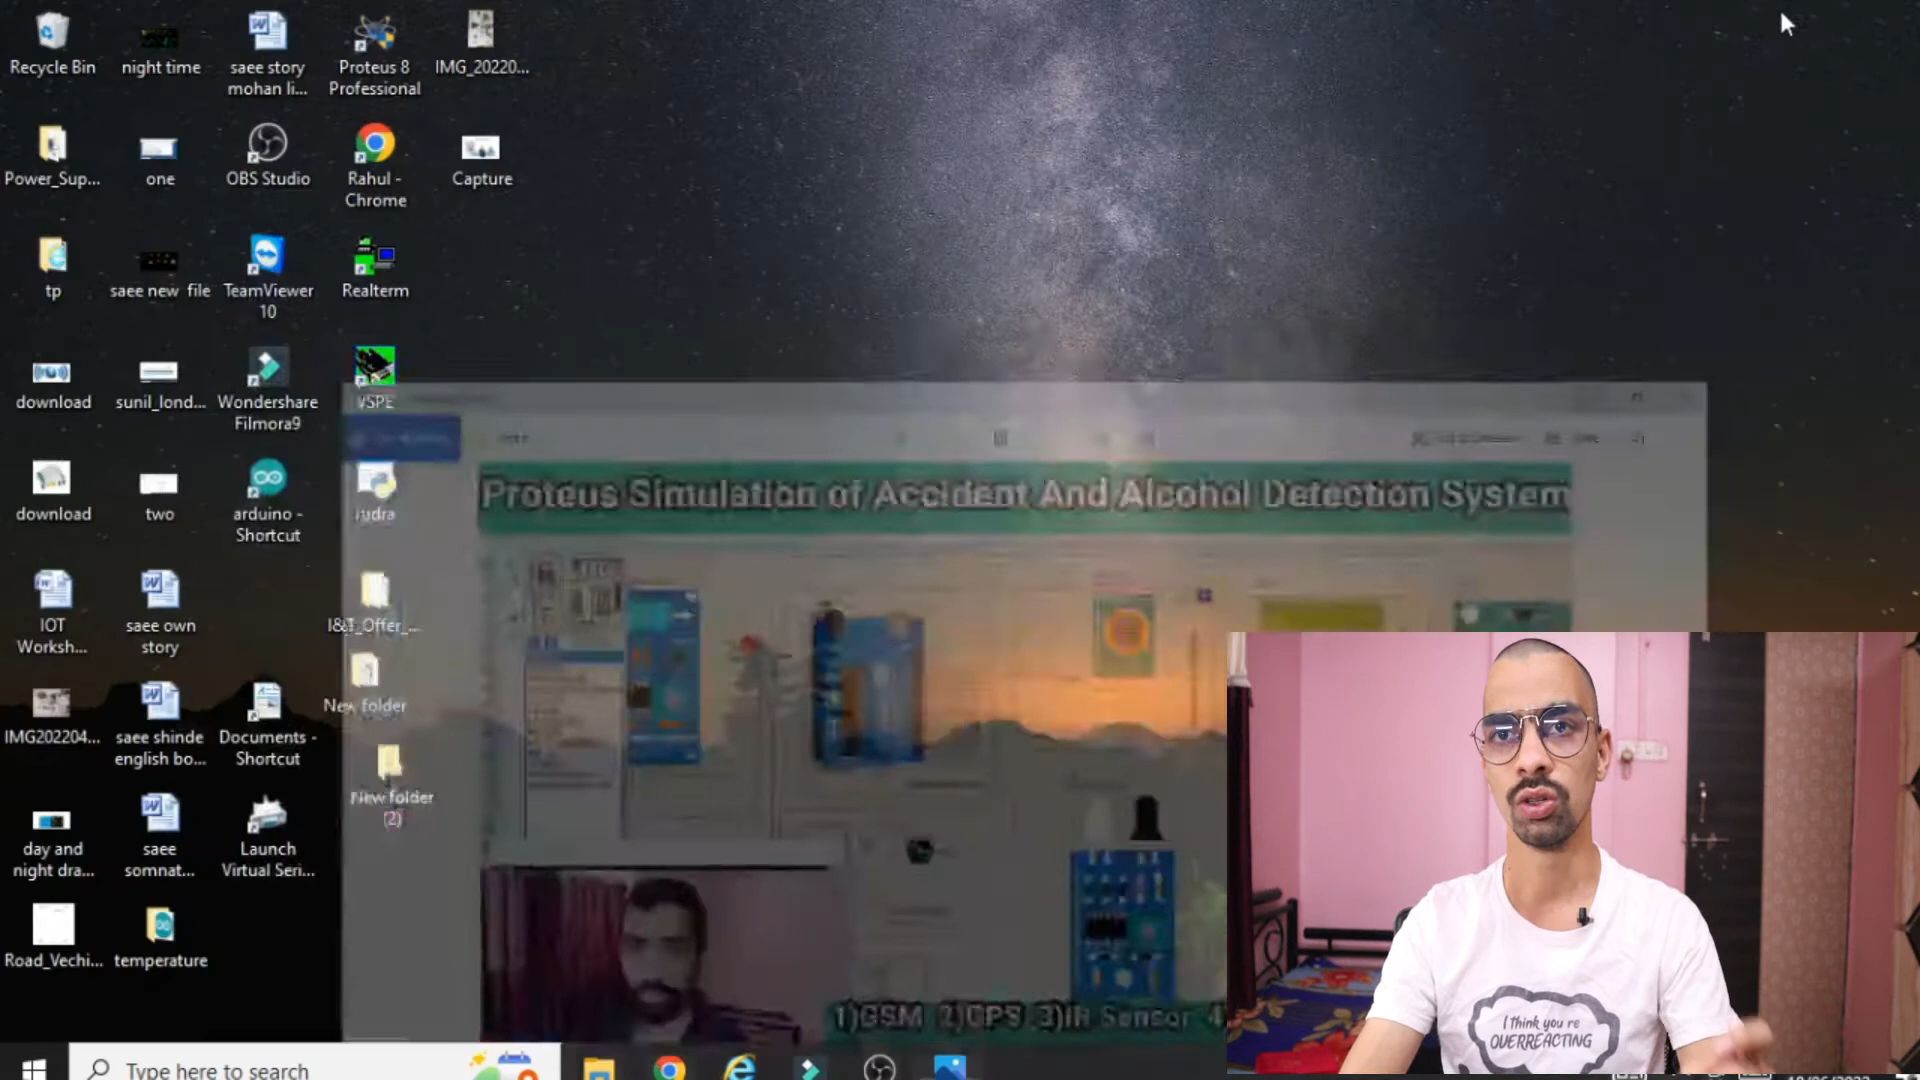 Recycle Bin
night time
saee story
mohan li...
Proteus 8
Professional
IMG_20220...
Power_Sup...
one
OBS Studio
Rahul -
Chrome
Capture
tp
saee new file
TeamViewer
10
Realterm
download
sunil_lond...
Wondershare
Filmora9
VSPE
download
two
arduino -
Shortcut
rudra
Proteus Simulation of Accident And Alcohol Detection System
IOT
Worksh...
saee own
story
I&T_Offer_...
New folder
IMG202204...
saee shinde
english bo...
Documents -
Shortcut
New folder
(2)
day and
night dra...
saee
somnat...
Launch
Virtual Seri...
Road_Vechi...
temperature
1)GSM 2)GPS 3)IR Sensor 4
I think you're
OVERREACTING
Type here to search